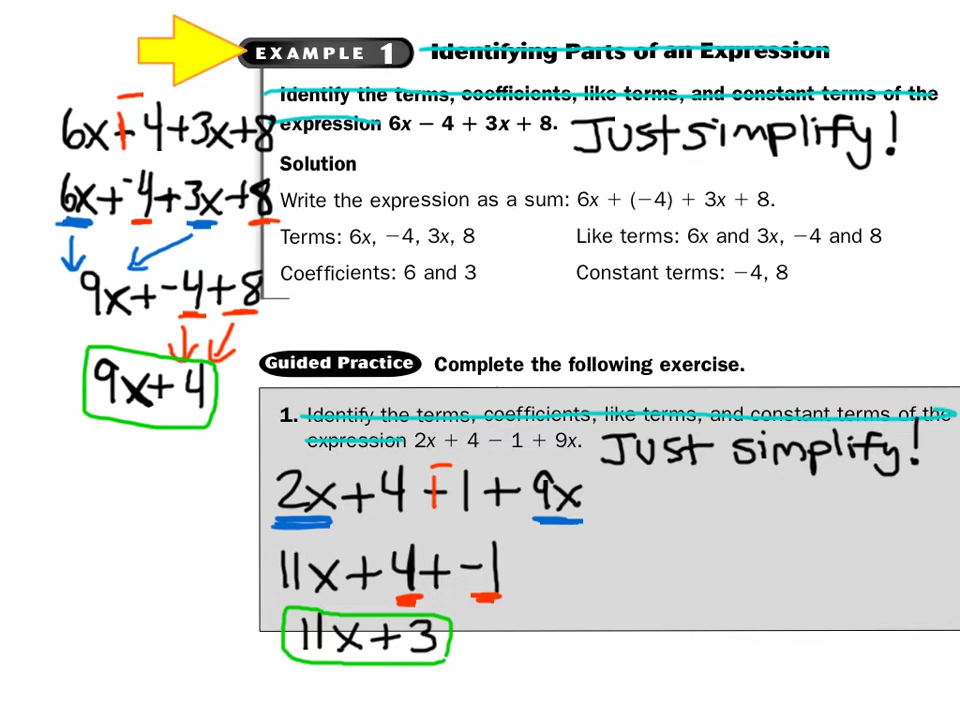 EXAMPLE 1 Identifying Parts of an Expression
Identify the terms, coefficients, like terms, and constant terms of the
expression 6x − 4 + 3x + 8.
Just simplify!
Solution
Write the expression as a sum: 6x + (−4) + 3x + 8.
Terms: 6x, −4, 3x, 8
Like terms: 6x and 3x, −4 and 8
Coefficients: 6 and 3
Constant terms: −4, 8
6x + -4+3x+8
6x+-4+3x+8
9x+-4+8
9x+4
Guided Practice Complete the following exercise.
1. Identify the terms, coefficients, like terms, and constant terms of the
expression 2x + 4 − 1 + 9x.
Just simplify!
2x+4+-1+9x
11x+4+-1
11x+3